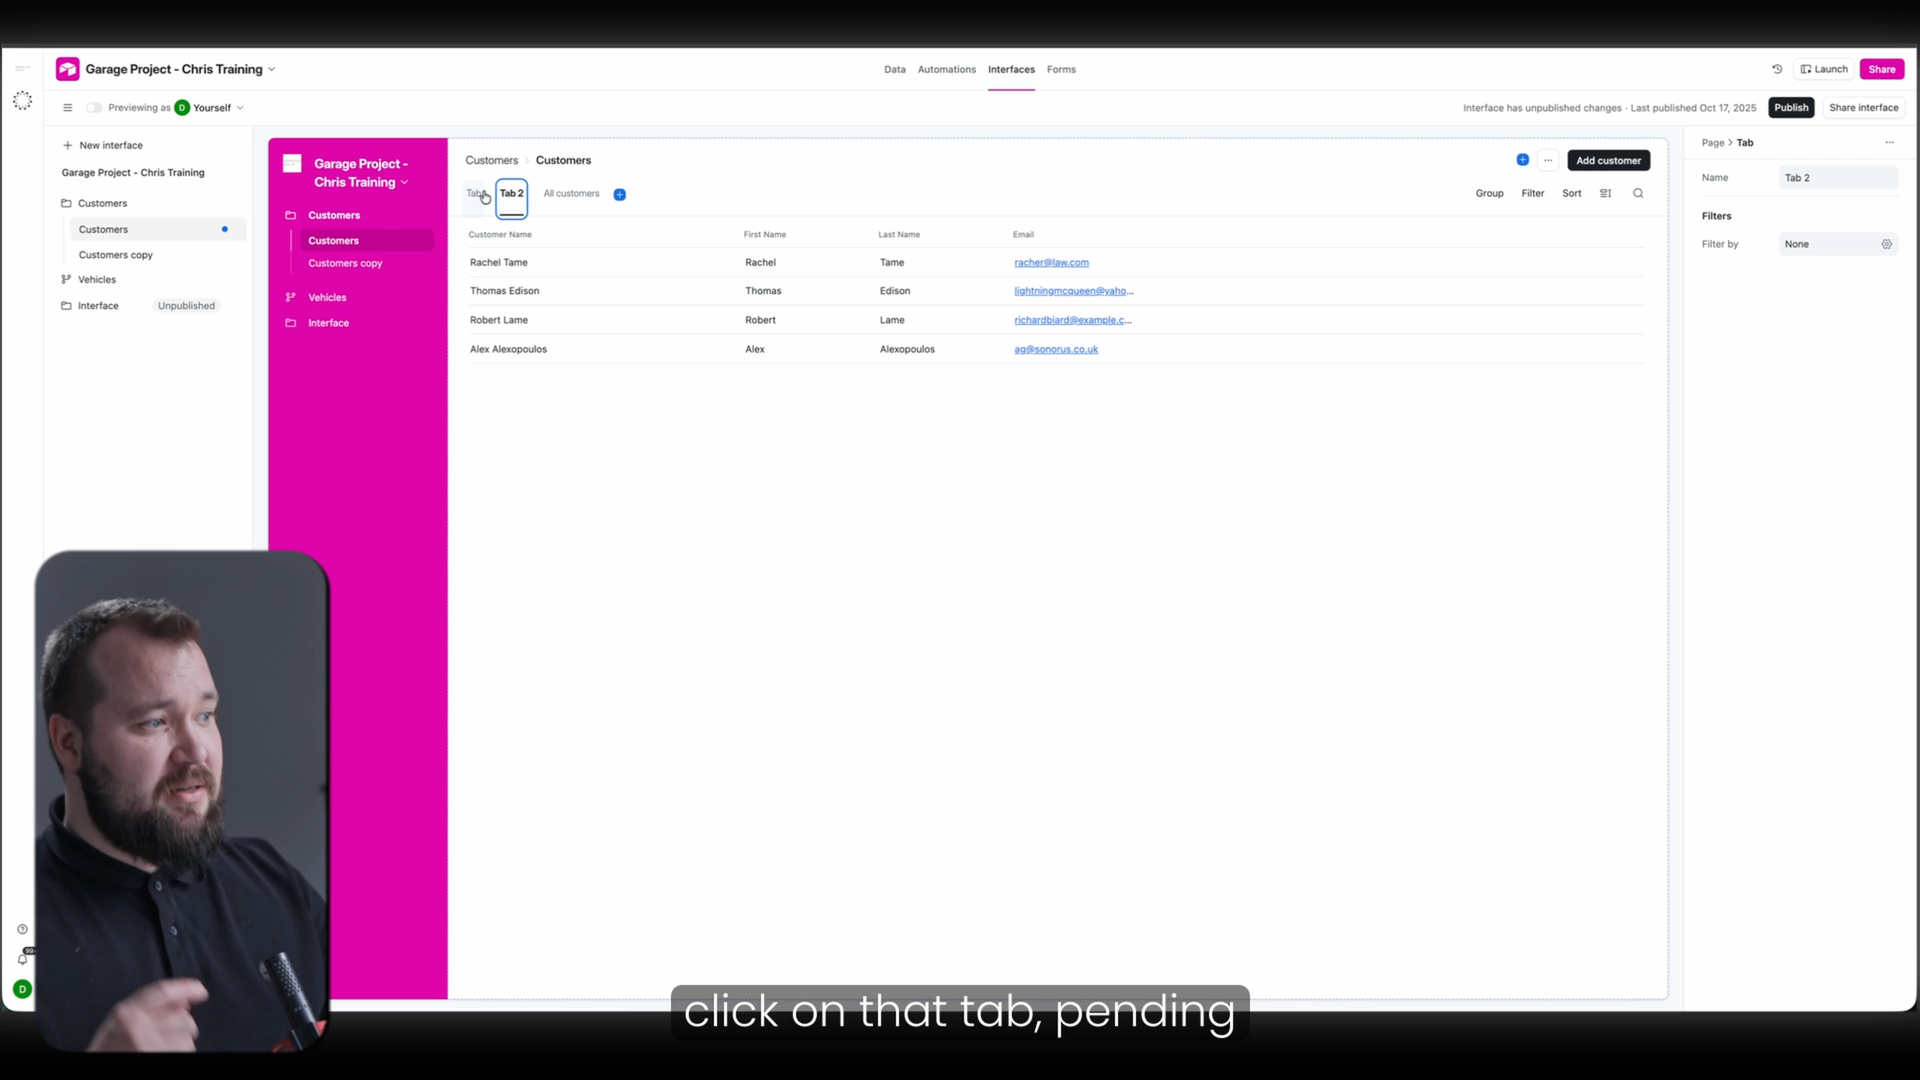 Garage Project - Chris Training
Data Automations Interfaces Forms
Launch
Share
Previewing as D Yourself
Interface has unpublished changes · Last published Oct 17, 2025
Publish
Share interface
New interface
Garage Project - Chris Training
Customers
Customers
Customers copy
Vehicles
Interface Unpublished
Garage Project -
Chris Training
Customers
Customers
Customers copy
Vehicles
Interface
Customers > Customers
Add customer
Tab 2 All customers
Group Filter Sort
Customer Name First Name Last Name Email
Rachel Tame Rachel Tame racher@law.com
Thomas Edison Thomas Edison lightningmcqueen@yaho...
Robert Lame Robert Lame richardbiard@example.c...
Alex Alexopoulos Alex Alexopoulos ag@sonorus.co.uk
Page > Tab
Name Tab 2
Filters
Filter by None
D
click on that tab, pending